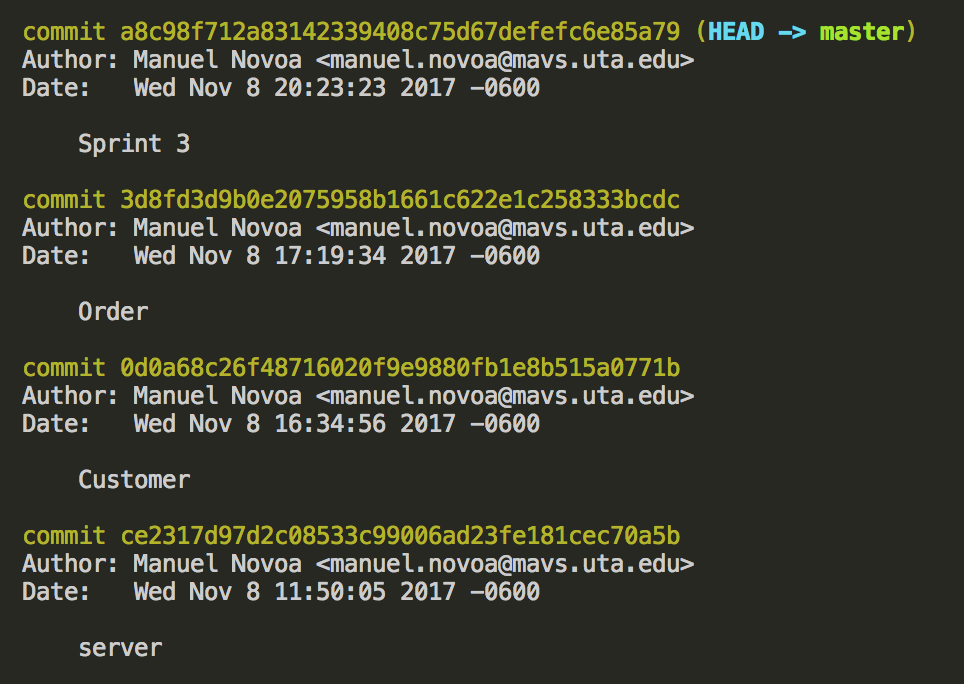 commit a8c98f712a83142339408c75d67defefc6e85a79 (HEAD -> master)
Author: Manuel Novoa <manuel.novoa@mavs.uta.edu>
Date:   Wed Nov 8 20:23:23 2017 -0600
    Sprint 3
commit 3d8fd3d9b0e2075958b1661c622e1c258333bcdc
Author: Manuel Novoa <manuel.novoa@mavs.uta.edu>
Date:   Wed Nov 8 17:19:34 2017 -0600
    Order
commit 0d0a68c26f48716020f9e9880fb1e8b515a0771b
Author: Manuel Novoa <manuel.novoa@mavs.uta.edu>
Date:   Wed Nov 8 16:34:56 2017 -0600
    Customer
commit ce2317d97d2c08533c99006ad23fe181cec70a5b
Author: Manuel Novoa <manuel.novoa@mavs.uta.edu>
Date:   Wed Nov 8 11:50:05 2017 -0600
    server